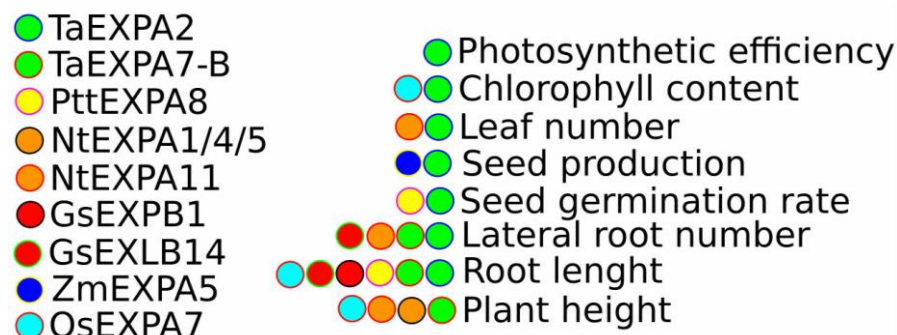 TaEXPA2
TaEXPA7-B
PttEXPA8
NtEXPA1/4/5
NtEXPA11
GsEXPB1
GsEXLB14
ZmEXPA5
OsEXPA7
Photosynthetic efficiency
Chlorophyll content
Leaf number
Seed production
Seed germination rate
Lateral root number
Root lenght
Plant height